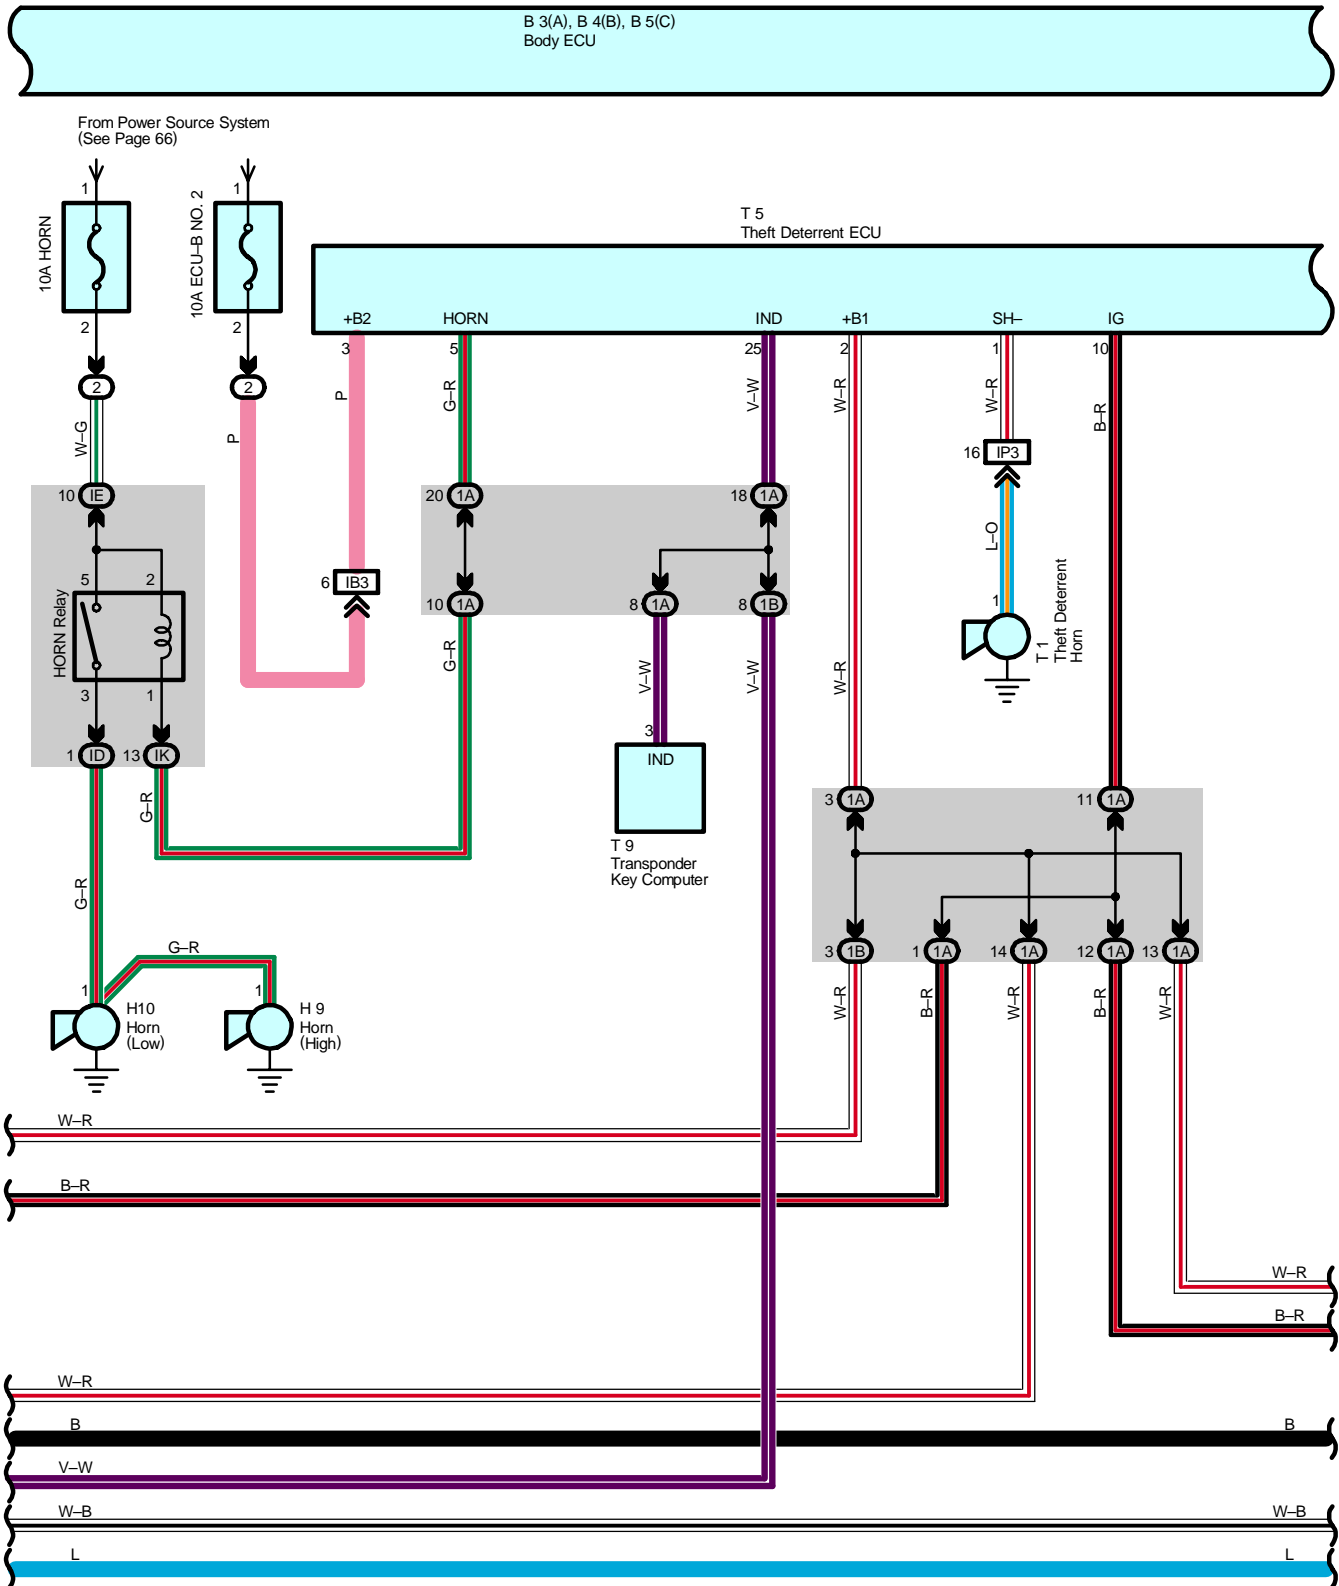 B 3(A), B 4(B), B 5(C)
Body ECU
From Power Source System
(See Page 66)
1
1
10A HORN
10A ECU–B NO. 2
2
2
2
2
T 5
Theft Deterrent ECU
+B2
HORN
IND
+B1
SH–
IG
3
5
25
2
1
10
W–G
P
P
G–R
V–W
W–R
W–R
B–R
16 IP3
10 IE
20 1A
18 1A
L–O
5
2
HORN Relay
6 IB3
10 1A
8 1A
8 1B
1
T 1
Theft Deterrent
Horn
G–R
V–W
V–W
W–R
3
1
1 ID
13 IK
3
IND
T 9
Transponder
Key Computer
G–R
G–R
3 1A
11 1A
3 1B
1 1A
14 1A
12 1A
13 1A
G–R
W–R
B–R
W–R
B–R
W–R
1
H10
Horn
(Low)
1
H 9
Horn
(High)
W–R
B–R
W–R
B–R
W–R
B
B
V–W
W–B
W–B
L
L